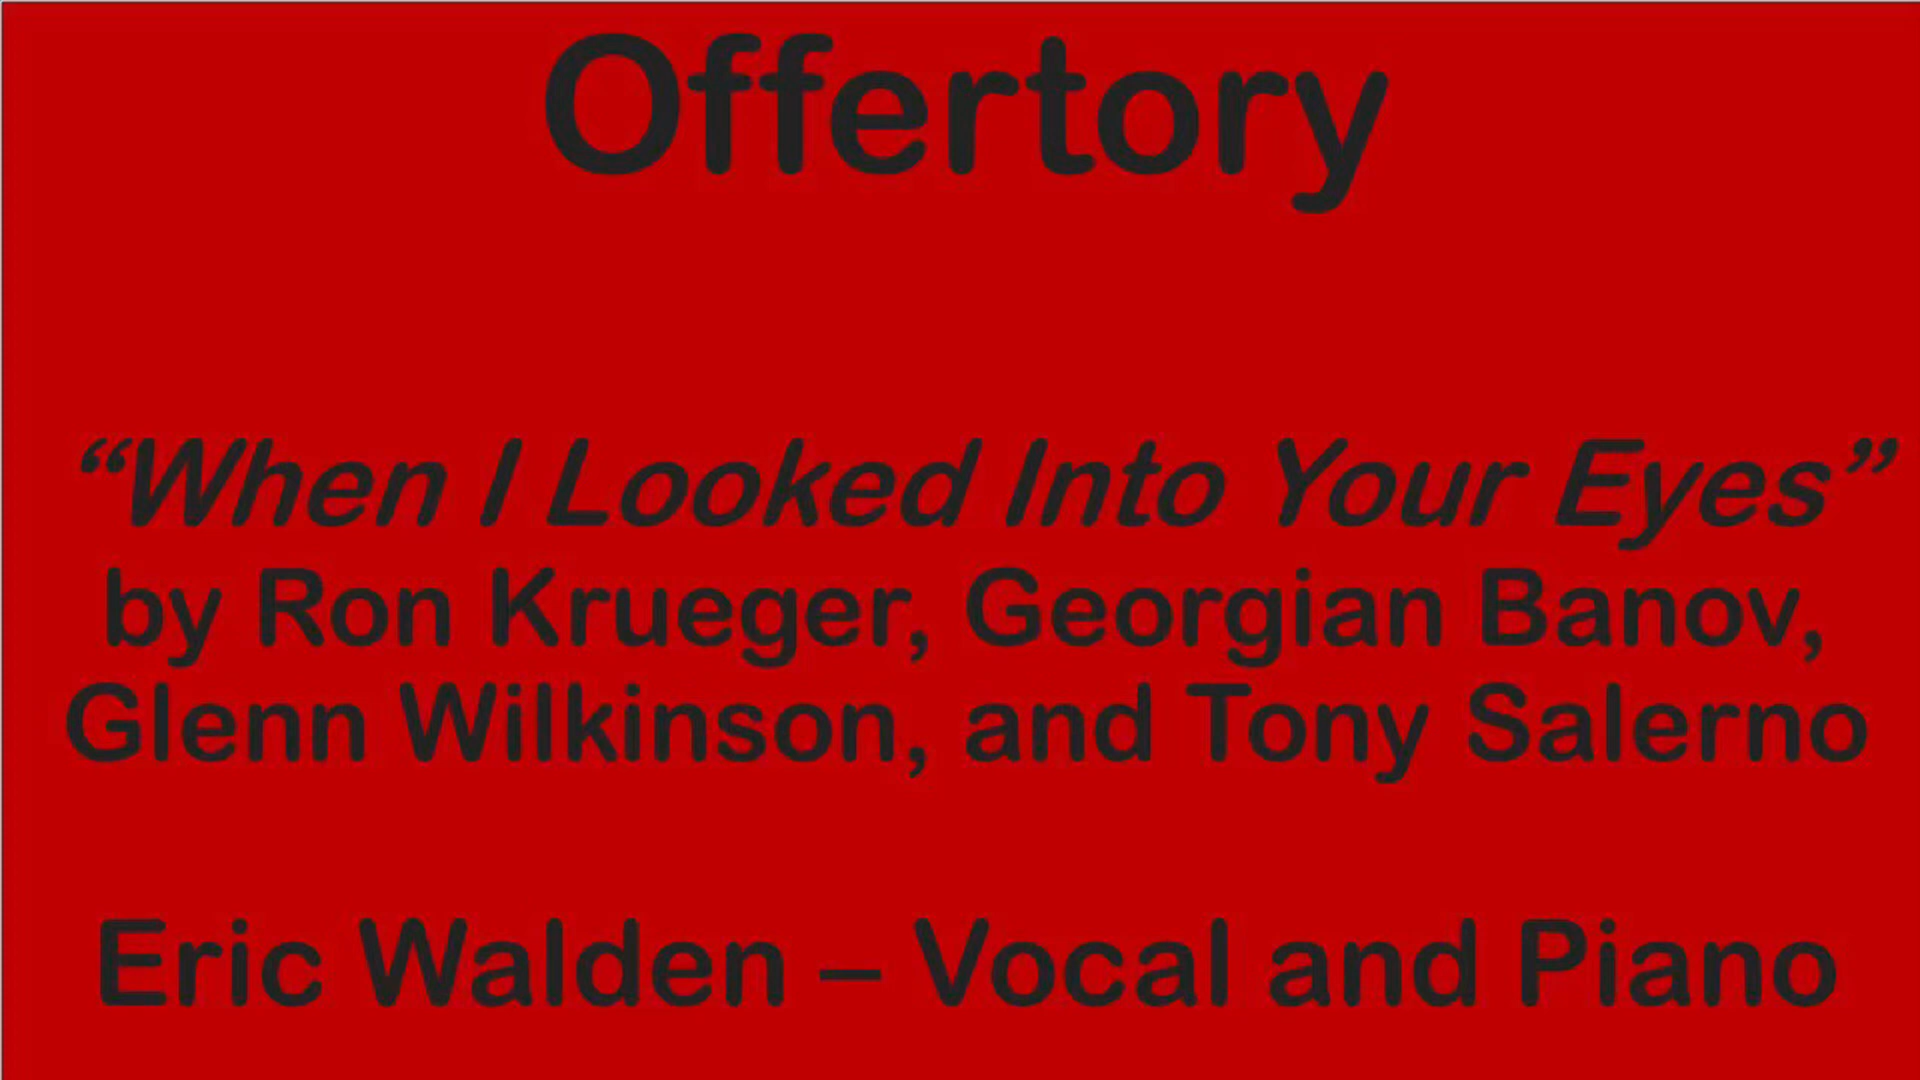 Offertory
“When I Looked Into Your Eyes”
by Ron Krueger, Georgian Banov,
Glenn Wilkinson, and Tony Salerno
Eric Walden – Vocal and Piano